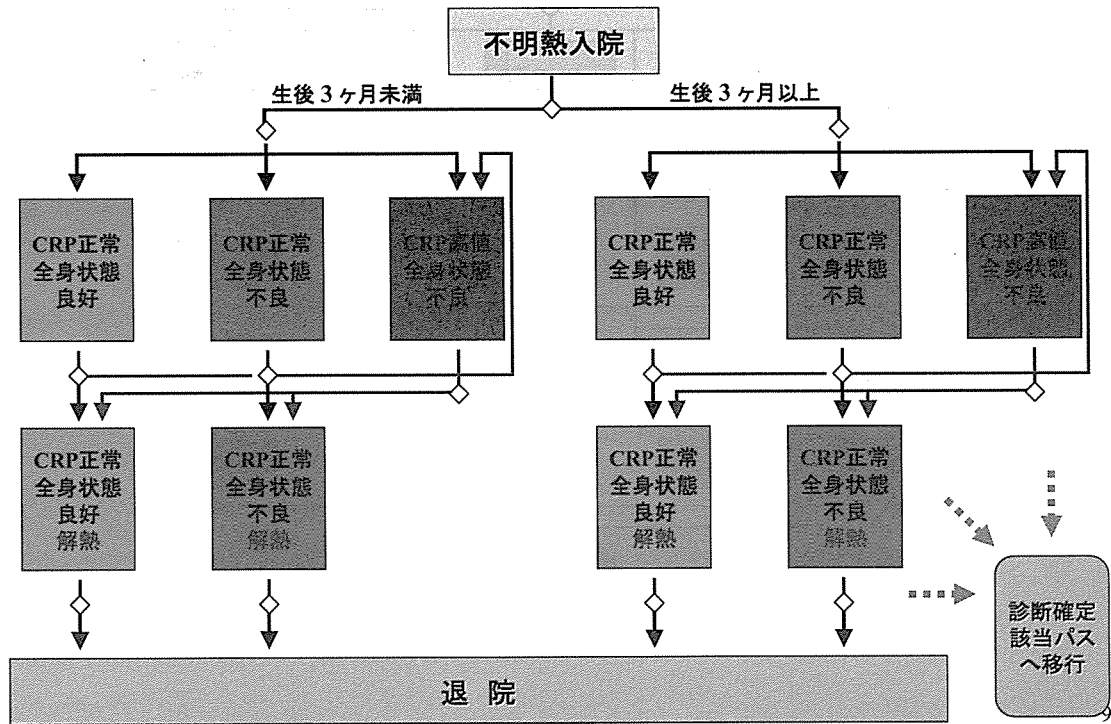 不明熱入院
生後3ヶ月未満
生後3ヶ月以上
CRP正常
全身状態
良好
CRP正常
全身状態
不良
CRP高値
全身状態
不良
CRP正常
全身状態
良好
CRP正常
全身状態
不良
CRP高値
全身状態
不良
CRP正常
全身状態
良好
解熱
CRP正常
全身状態
不良
解熱
CRP正常
全身状態
良好
解熱
CRP正常
全身状態
不良
解熱
診断確定
該当パス
へ移行
退 院
9